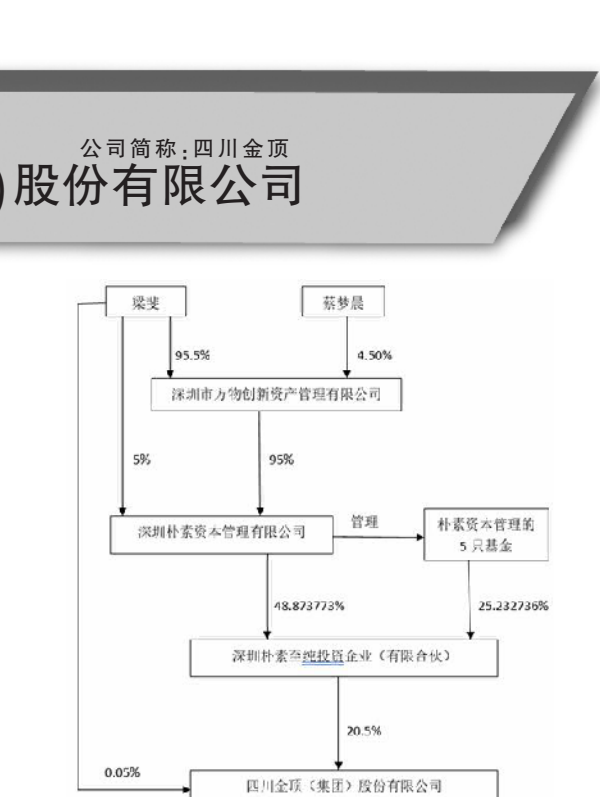 公司简称:四川金顶
)股份有限公司
梁斐
蔡梦晨
95.5%
4.50%
深圳市万物创新资产管理有限公司
5%
95%
深圳朴素资本管理有限公司
管理
朴素资本管理的
5 只基金
48.873773%
25.232736%
深圳朴素至纯投资企业（有限合伙）
20.5%
0.05%
四川金顶（集团）股份有限公司